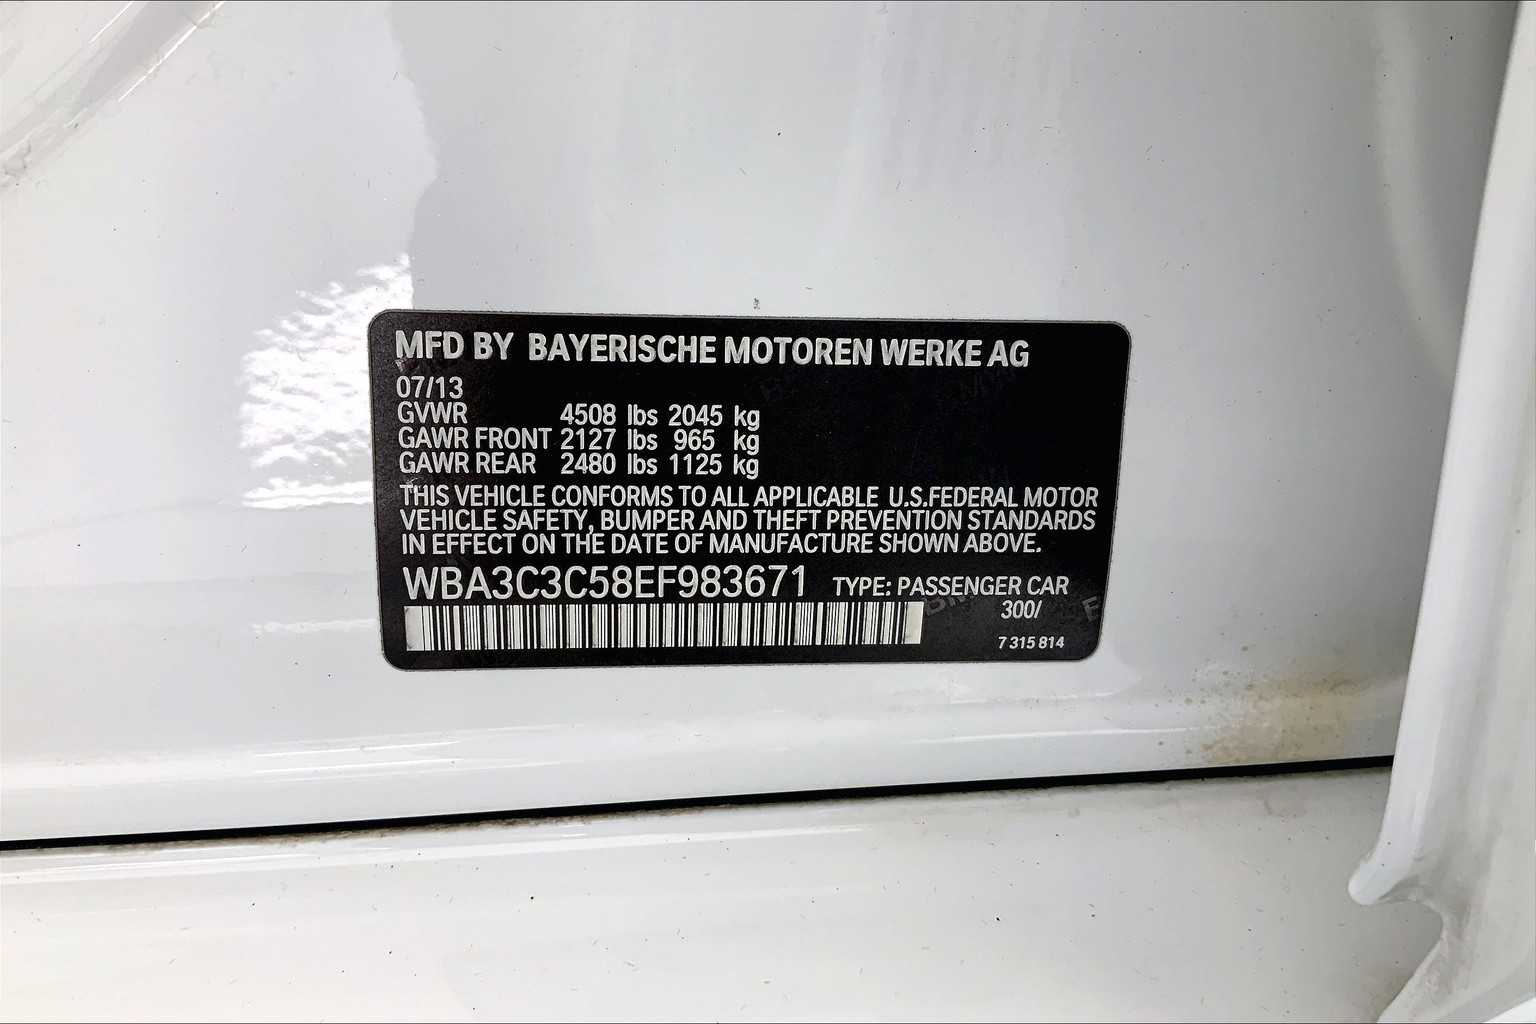 MFD BY BAYERISCHE MOTOREN WERKE AG
07/13
GVWR 4508 lbs 2045 kg
GAWR FRONT 2127 lbs 965 kg
GAWR REAR 2480 lbs 1125 kg
THIS VEHICLE CONFORMS TO ALL APPLICABLE U.S.FEDERAL MOTOR
VEHICLE SAFETY, BUMPER AND THEFT PREVENTION STANDARDS
IN EFFECT ON THE DATE OF MANUFACTURE SHOWN ABOVE.
WBA3C3C58EF983671 TYPE: PASSENGER CAR
300/
7 315 814